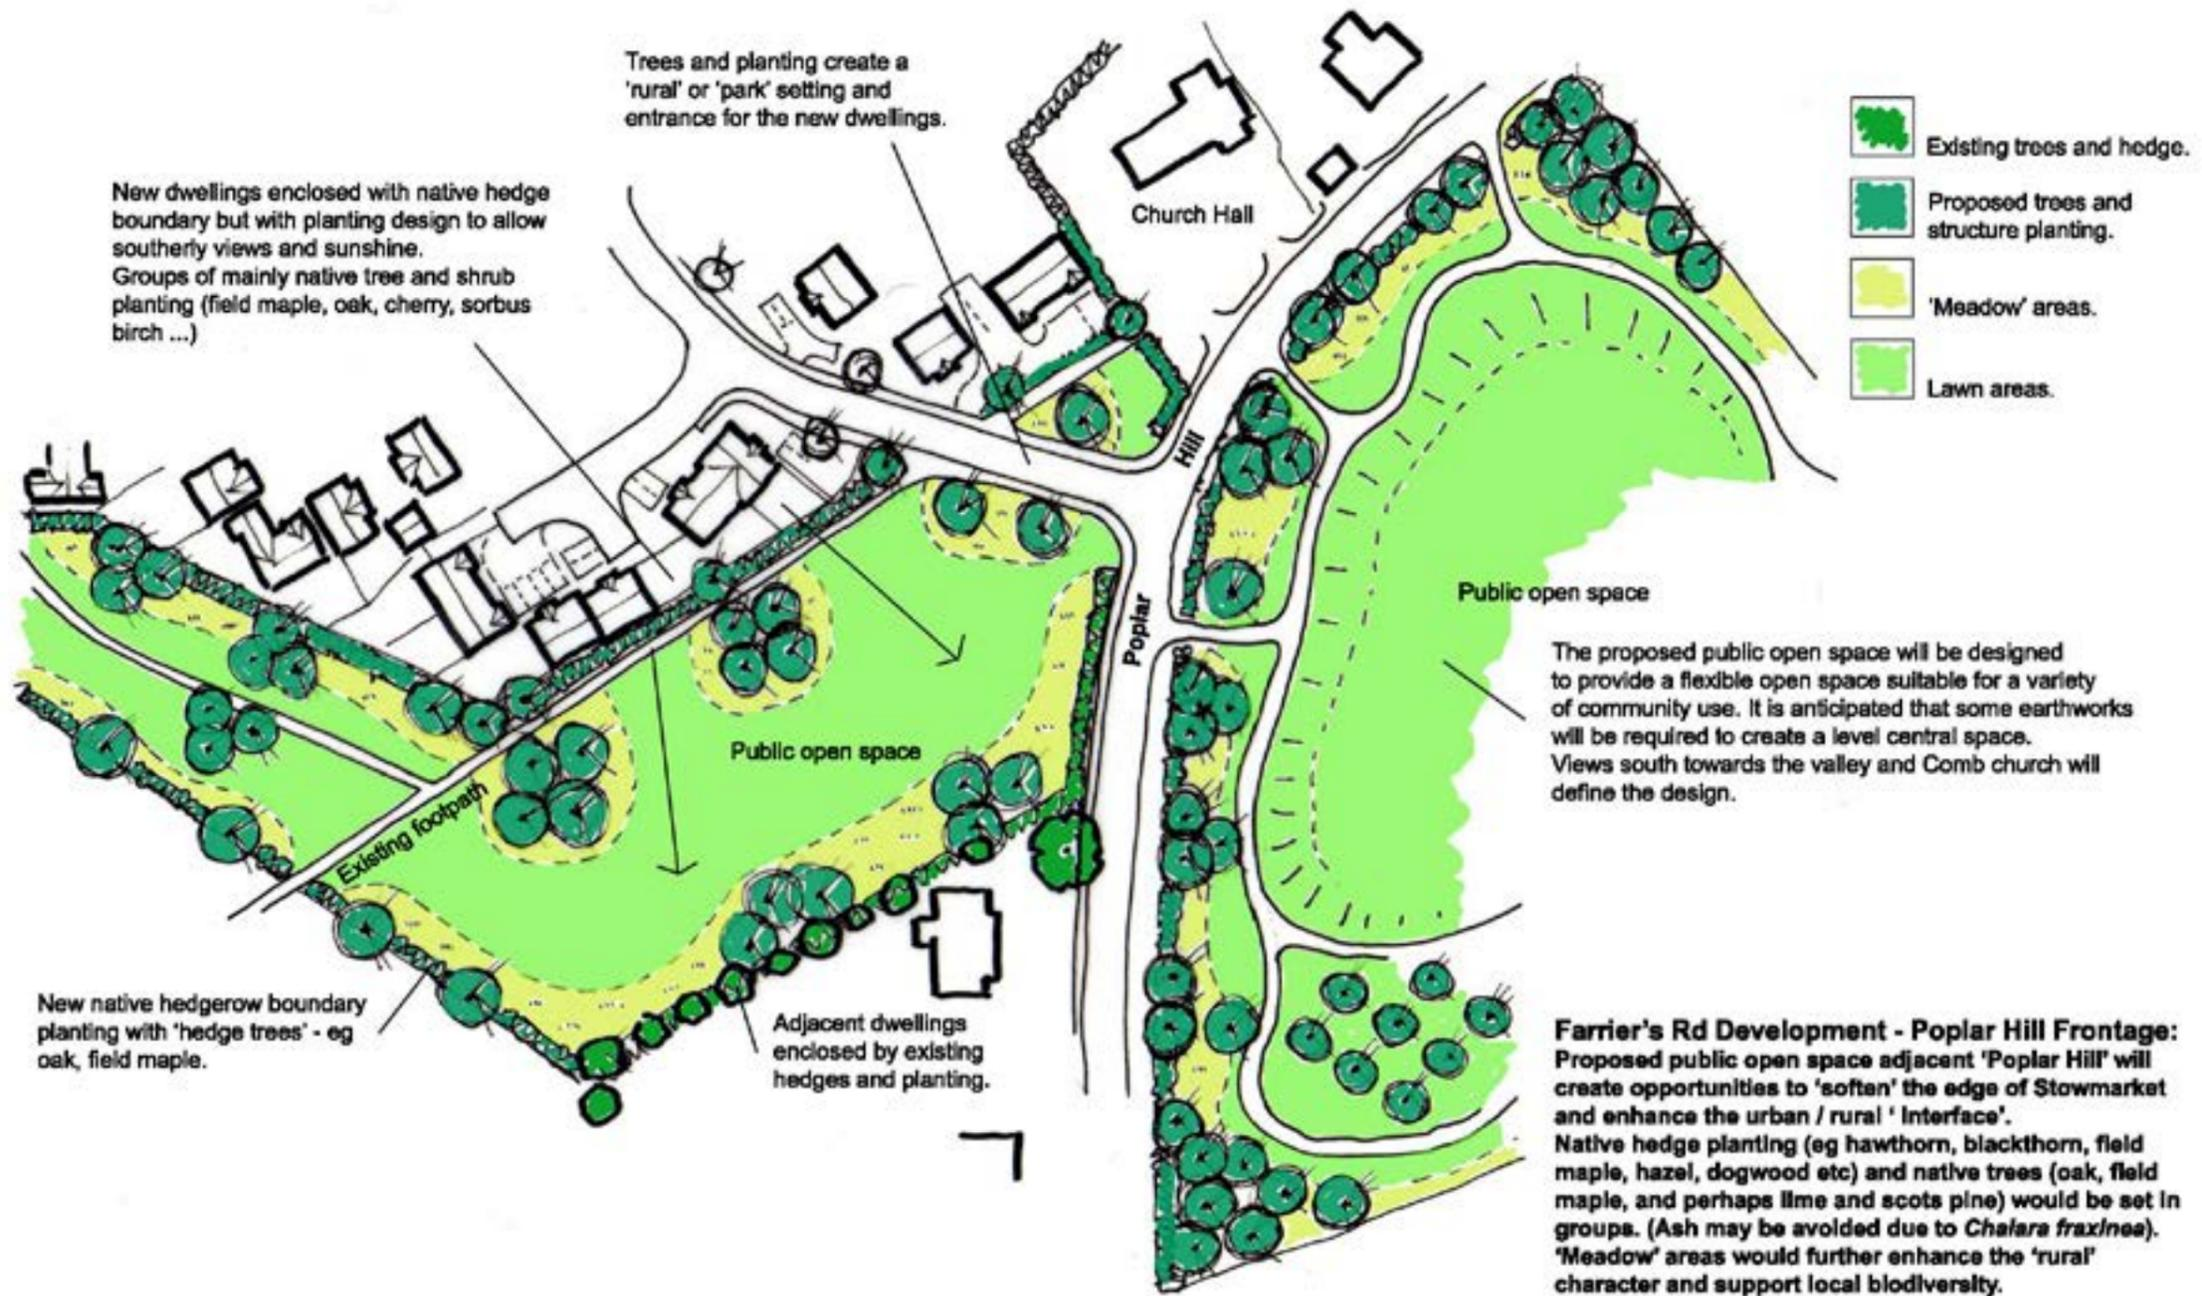 Trees and planting create a
'rural' or 'park' setting and
entrance for the new dwellings.
New dwellings enclosed with native hedge
boundary but with planting design to allow
southerly views and sunshine.
Groups of mainly native tree and shrub
planting (field maple, oak, cherry, sorbus
birch ...)
Church Hall
Existing trees and hedge.
Proposed trees and
structure planting.
'Meadow' areas.
Lawn areas.
Hill
Poplar
Public open space
The proposed public open space will be designed
to provide a flexible open space suitable for a variety
of community use. It is anticipated that some earthworks
will be required to create a level central space.
Views south towards the valley and Comb church will
define the design.
Public open space
Existing footpath
New native hedgerow boundary
planting with 'hedge trees' - eg
oak, field maple.
Adjacent dwellings
enclosed by existing
hedges and planting.
Farrier's Rd Development - Poplar Hill Frontage:
Proposed public open space adjacent 'Poplar Hill' will
create opportunities to 'soften' the edge of Stowmarket
and enhance the urban / rural ' Interface'.
Native hedge planting (eg hawthorn, blackthorn, field
maple, hazel, dogwood etc) and native trees (oak, field
maple, and perhaps lime and scots pine) would be set in
groups. (Ash may be avoided due to Chalara fraxinea).
'Meadow' areas would further enhance the 'rural'
character and support local biodiversity.